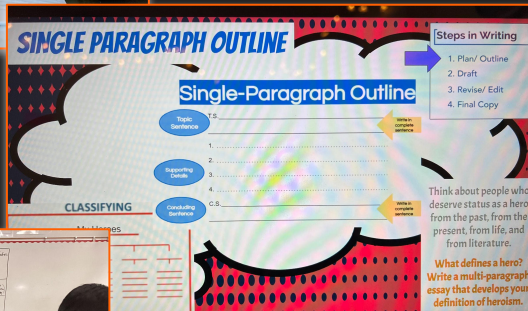 SINGLE PARAGRAPH OUTLINE
Steps in Writing
1. Plan/ Outline
2. Draft
3. Revise/ Edit
4. Final Copy
Single-Paragraph Outline
Topic
Sentence
T.S.
Write in
complete
sentence
1.
2.
Supporting
Details
3.
4.
Concluding
Sentence
C.S.
Write in
complete
sentence
CLASSIFYING
My Heroes
Think about people who
deserve status as a hero
from the past, from the
present, from life, and
from literature.
What defines a hero?
Write a multi-paragraph
essay that develops your
definition of heroism.